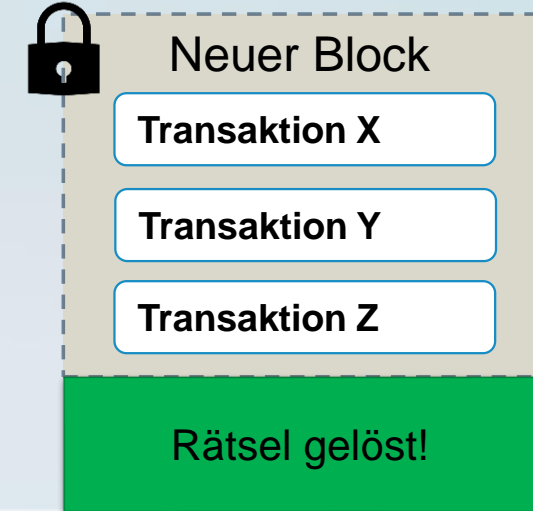 Neuer Block
Transaktion X
Transaktion Y
Transaktion Z
Rätsel gelöst!